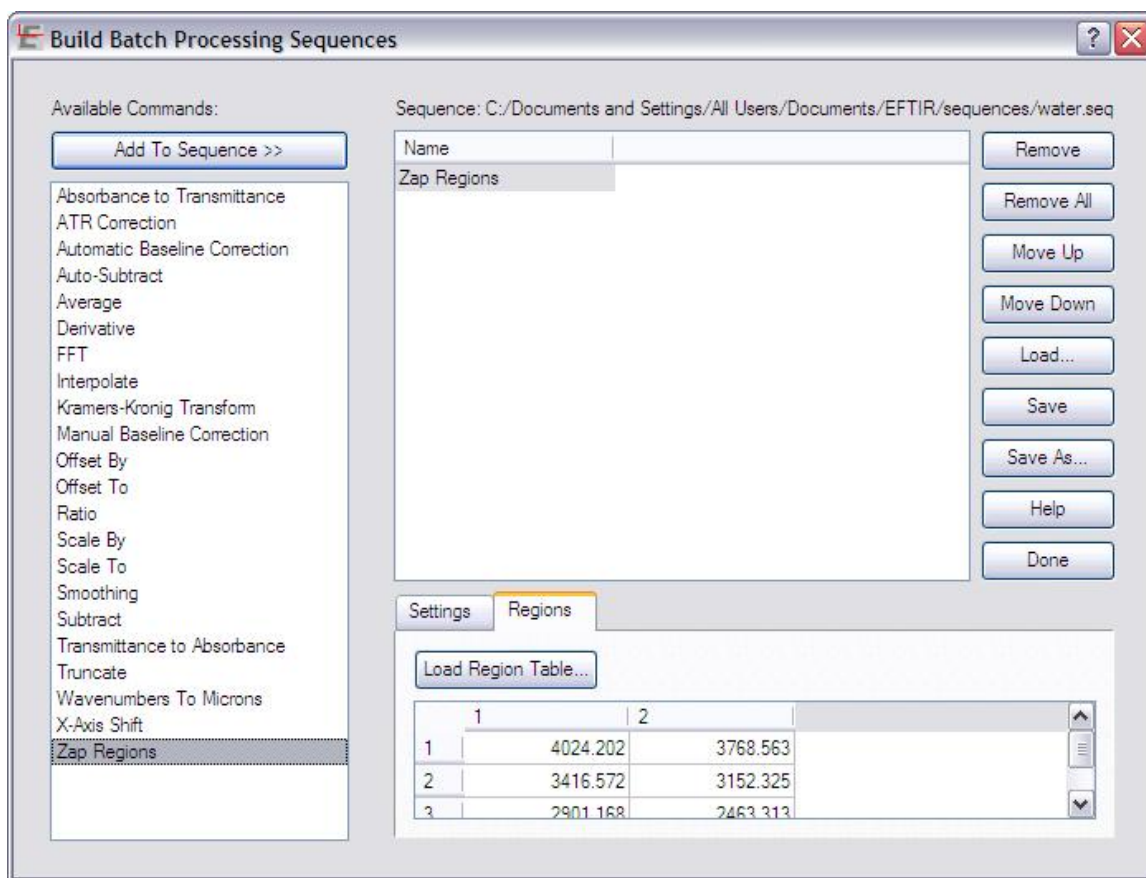 Build Batch Processing Sequences
?
Available Commands:
Add To Sequence >>
Absorbance to Transmittance
ATR Correction
Automatic Baseline Correction
Auto-Subtract
Average
Derivative
FFT
Interpolate
Kramers-Kronig Transform
Manual Baseline Correction
Offset By
Offset To
Ratio
Scale By
Scale To
Smoothing
Subtract
Transmittance to Absorbance
Truncate
Wavenumbers To Microns
X-Axis Shift
Zap Regions
Sequence: C:/Documents and Settings/All Users/Documents/EFTIR/sequences/water.seq
Name
Zap Regions
Remove
Remove All
Move Up
Move Down
Load...
Save
Save As...
Help
Done
Settings Regions
Load Region Table...
1 2
1 4024.202 3768.563
2 3416.572 3152.325
3 2901.168 2463.313